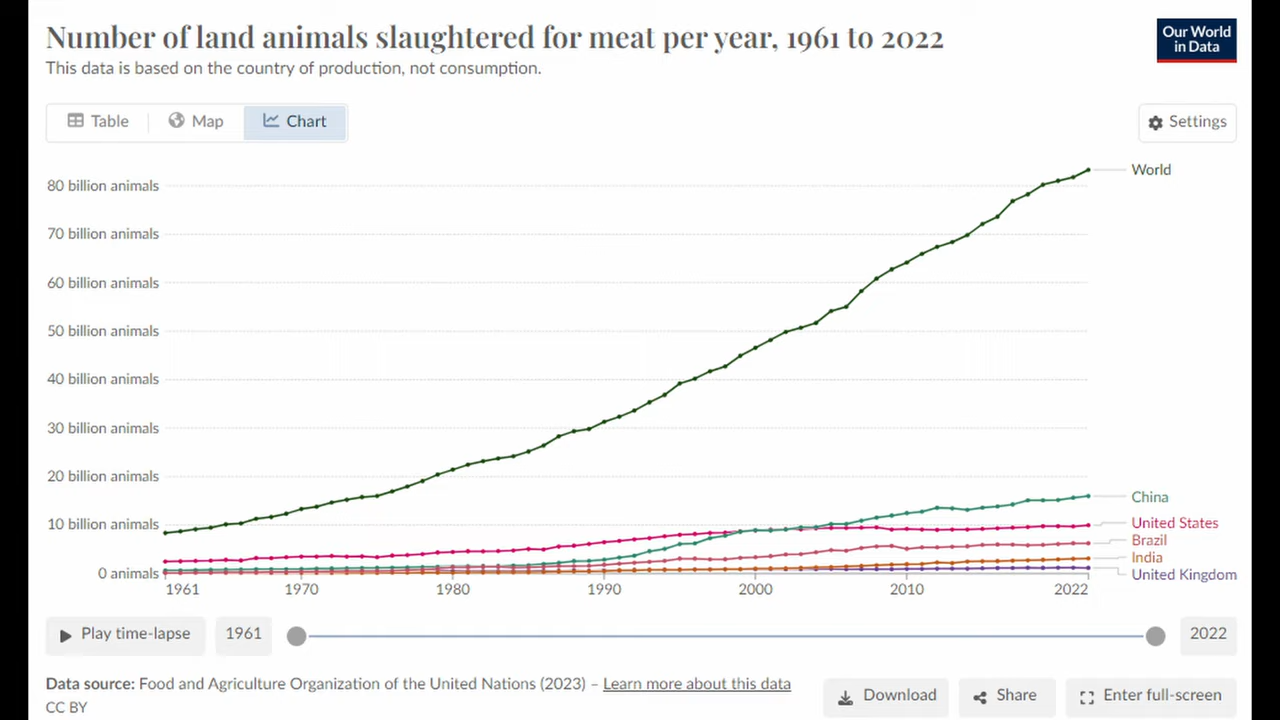 Number of land animals slaughtered for meat per year, 1961 to 2022
Our World
in Data
This data is based on the country of production, not consumption.
Table
Map
Chart
Settings
80 billion animals
70 billion animals
60 billion animals
50 billion animals
40 billion animals
30 billion animals
20 billion animals
10 billion animals
0 animals
World
China
United States
Brazil
India
United Kingdom
1961
1970
1980
1990
2000
2010
2022
Play time-lapse
1961
2022
Data source: Food and Agriculture Organization of the United Nations (2023) – Learn more about this data
CC BY
Download
Share
Enter full-screen